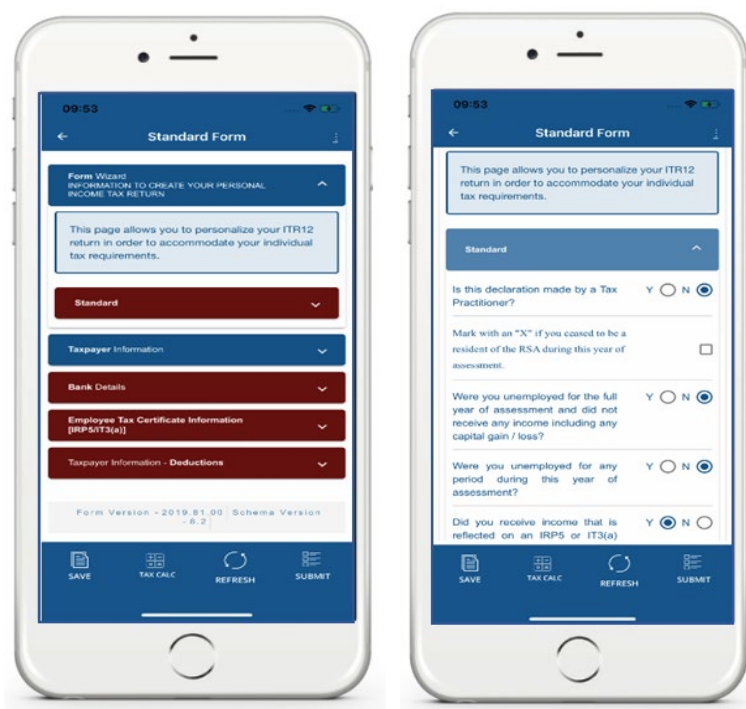 09:53
Standard Form
Form Wizard
INFORMATION TO CREATE YOUR PERSONAL
INCOME TAX RETURN
This page allows you to personalize your ITR12
return in order to accommodate your individual
tax requirements.
Standard
Taxpayer Information
Bank Details
Employee Tax Certificate Information
[IRP5/IT3(a)]
Taxpayer Information - Deductions
Form Version - 2019.81.00 Schema Version
- 6.2
SAVE TAX CALC REFRESH SUBMIT
09:53
Standard Form
This page allows you to personalize your ITR12
return in order to accommodate your individual
tax requirements.
Standard
Is this declaration made by a Tax Y N
Practitioner?
Mark with an "X" if you ceased to be a
resident of the RSA during this year of
assessment.
Were you unemployed for the full Y N
year of assessment and did not
receive any income including any
capital gain / loss?
Were you unemployed for any Y N
period during this year of
assessment?
Did you receive income that is Y N
reflected on an IRP5 or IT3(a)
SAVE TAX CALC REFRESH SUBMIT